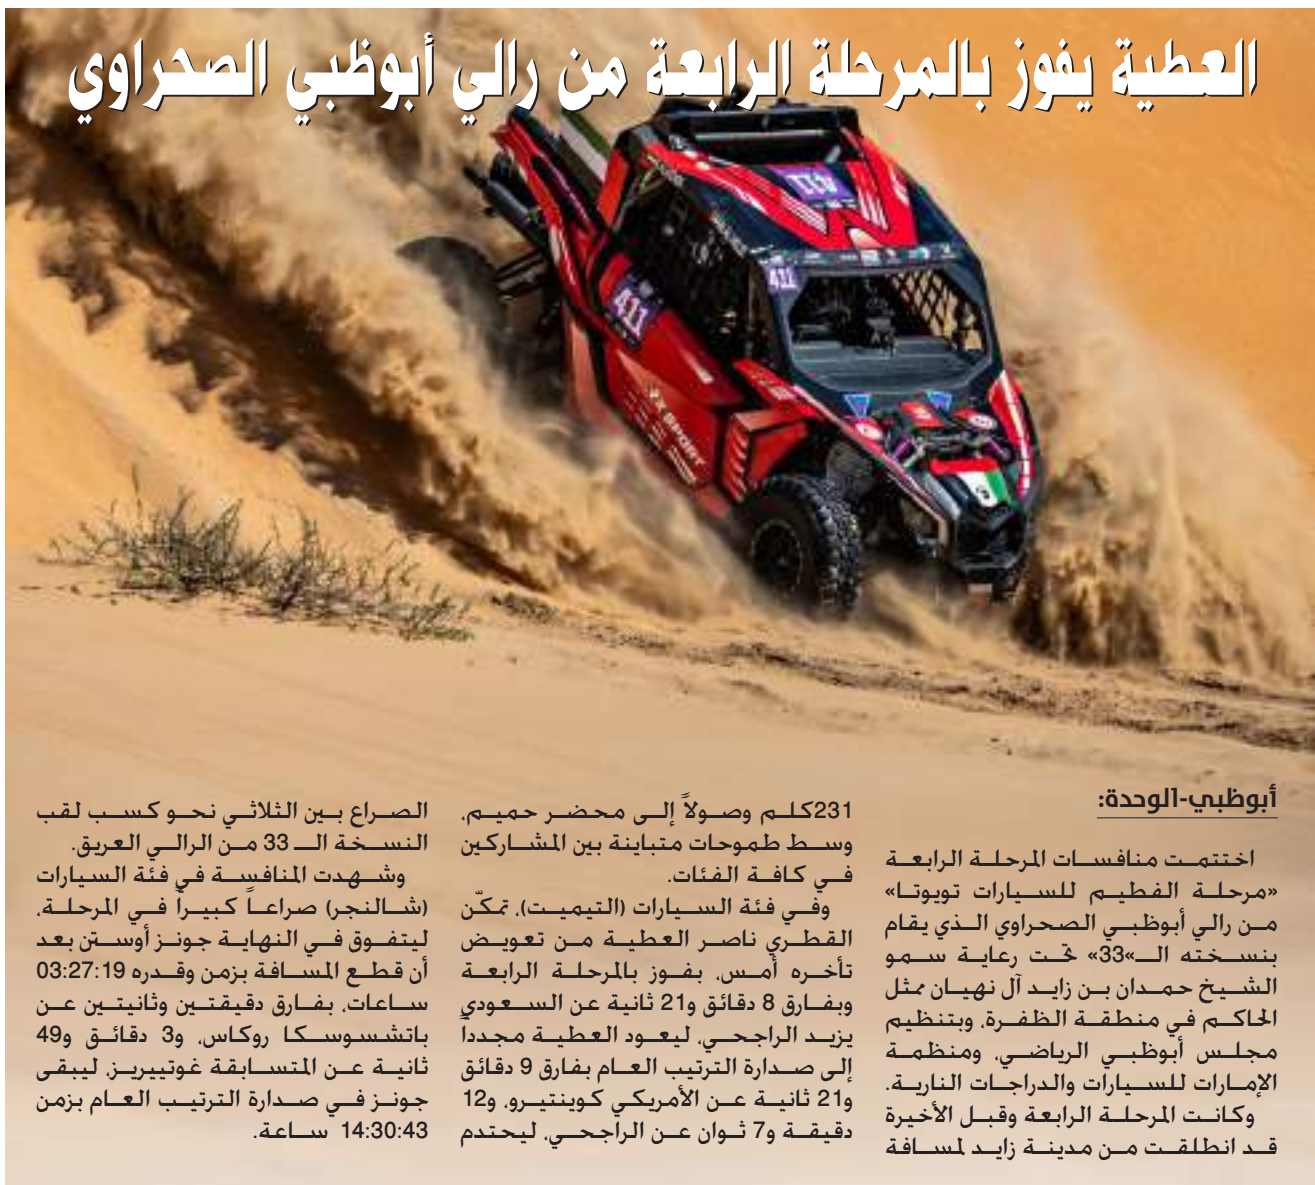 العطية يفوز بالمرحلة الرابعة من رالي أبوظبي الصحراوي
411
411
411
SPORT
أبوظبي-الوحدة:
اختتمت منافسات المرحلة الرابعة
«مرحلة الفطيم للسيارات تويوتا»
من رالي أبوظبي الصحراوي الذي يقام
بنسخته الـ»33» تحت رعاية سمو
الشيخ حمدان بن زايد آل نهيان ممثل
الحاكم في منطقة الظفرة، وبتنظيم
مجلس أبوظبي الرياضي، ومنظمة
الإمارات للسيارات والدراجات النارية.
وكانت المرحلة الرابعة وقبل الأخيرة
قد انطلقت من مدينة زايد لمسافة
231كلم وصولاً إلى محضر حميم،
وسط طموحات متباينة بين المشاركين
في كافة الفئات.
وفي فئة السيارات (التيميت)، تمكّن
القطري ناصر العطية من تعويض
تأخره أمس، بفوز بالمرحلة الرابعة
وبفارق 8 دقائق و21 ثانية عن السعودي
يزيد الراجحي، ليعود العطية مجدداً
إلى صدارة الترتيب العام بفارق 9 دقائق
و21 ثانية عن الأمريكي كوينتيرو، و12
دقيقة و7 ثوان عن الراجحي، ليحتدم
الصراع بين الثلاثي نحو كسب لقب
النسخة الـ 33 من الرالي العريق.
وشهدت المنافسة في فئة السيارات
(شالنجر) صراعاً كبيراً في المرحلة،
ليتفوق في النهاية جونز أوستن بعد
أن قطع المسافة بزمن وقدره 03:27:19
ساعات، بفارق دقيقتين وثانيتين عن
باتشسوسكا روكاس، و3 دقائق و49
ثانية عن المتسابقة غوتييريز، ليبقى
جونز في صدارة الترتيب العام بزمن
14:30:43 ساعة.